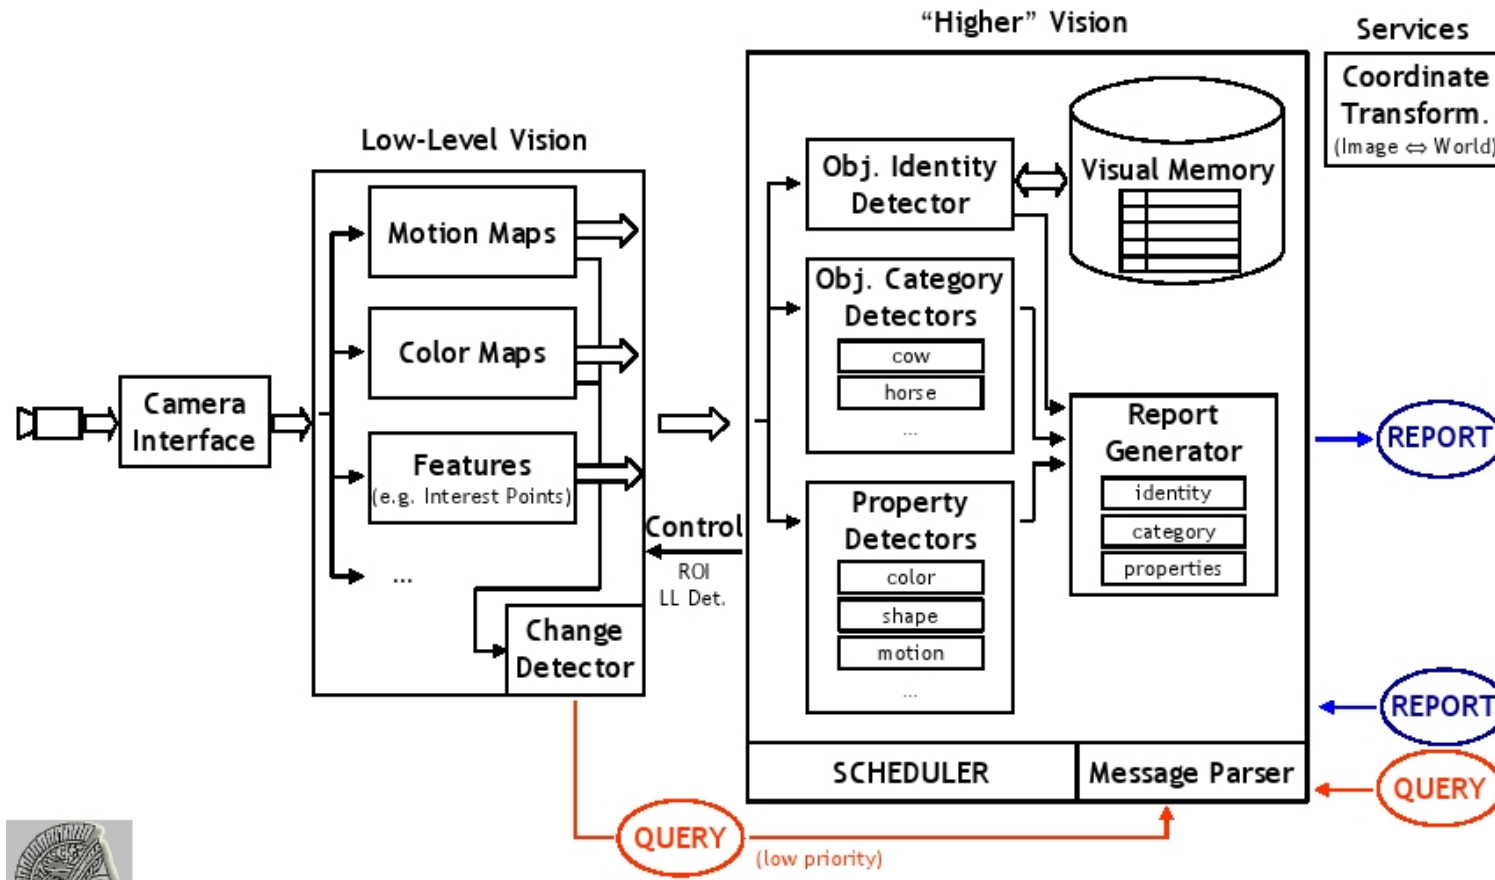 “Higher” Vision
Services
Coordinate
Transform.
(Image ⇔ World)
Low-Level Vision
Motion Maps
Color Maps
Features
(e.g. Interest Points)
...
Change
Detector
Camera
Interface
Control
ROI
LL Det.
Obj. Identity
Detector
Visual Memory
Obj. Category
Detectors
cow
horse
...
Property
Detectors
color
shape
motion
...
Report
Generator
identity
category
properties
REPORT
REPORT
QUERY
SCHEDULER
Message Parser
QUERY
(low priority)